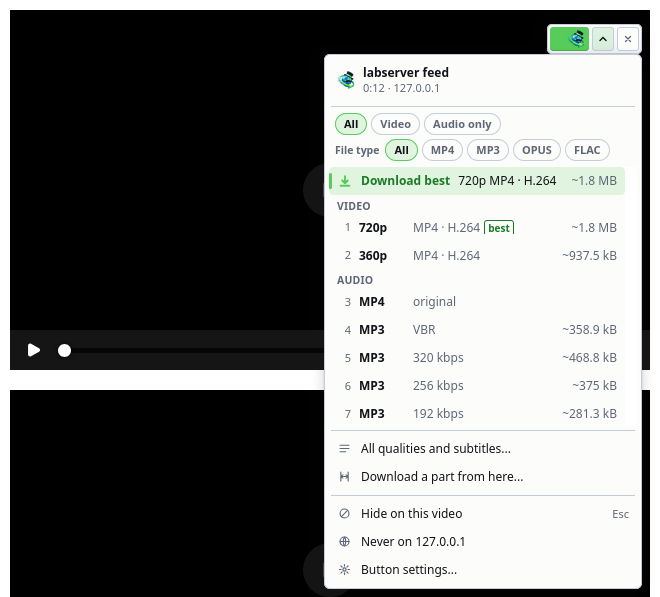 labserver feed
0:12 · 127.0.0.1
All Video Audio only
File type All MP4 MP3 OPUS FLAC
Download best 720p MP4 · H.264 ~1.8 MB
VIDEO
1 720p MP4 · H.264 best ~1.8 MB
2 360p MP4 · H.264 ~937.5 kB
AUDIO
3 MP4 original
4 MP3 VBR ~358.9 kB
5 MP3 320 kbps ~468.8 kB
6 MP3 256 kbps ~375 kB
7 MP3 192 kbps ~281.3 kB
All qualities and subtitles...
Download a part from here...
Hide on this video Esc
Never on 127.0.0.1
Button settings...